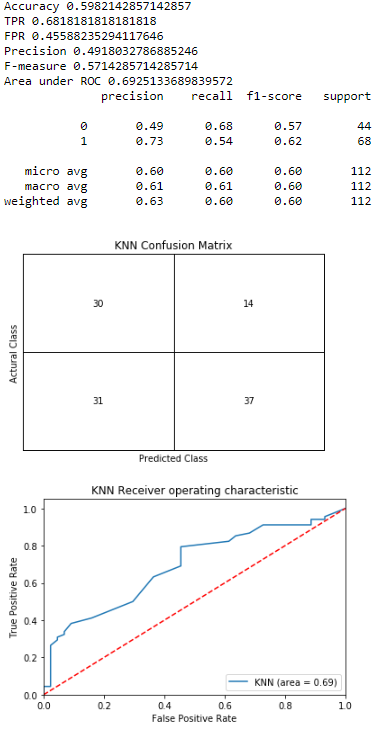 Accuracy 0.5982142857142857
TPR 0.6818181818181818
FPR 0.45588235294117646
Precision 0.4918032786885246
F-measure 0.5714285714285714
Area under ROC 0.6925133689839572
precision recall f1-score support
0 0.49 0.68 0.57 44
1 0.73 0.54 0.62 68
micro avg 0.60 0.60 0.60 112
macro avg 0.61 0.61 0.60 112
weighted avg 0.63 0.60 0.60 112
KNN Confusion Matrix
30 14
Actural Class
31 37
Predicted Class
KNN Receiver operating characteristic
1.0
0.8
0.6
0.4
0.2
0.0
True Positive Rate
KNN (area = 0.69)
0.0 0.2 0.4 0.6 0.8 1.0
False Positive Rate